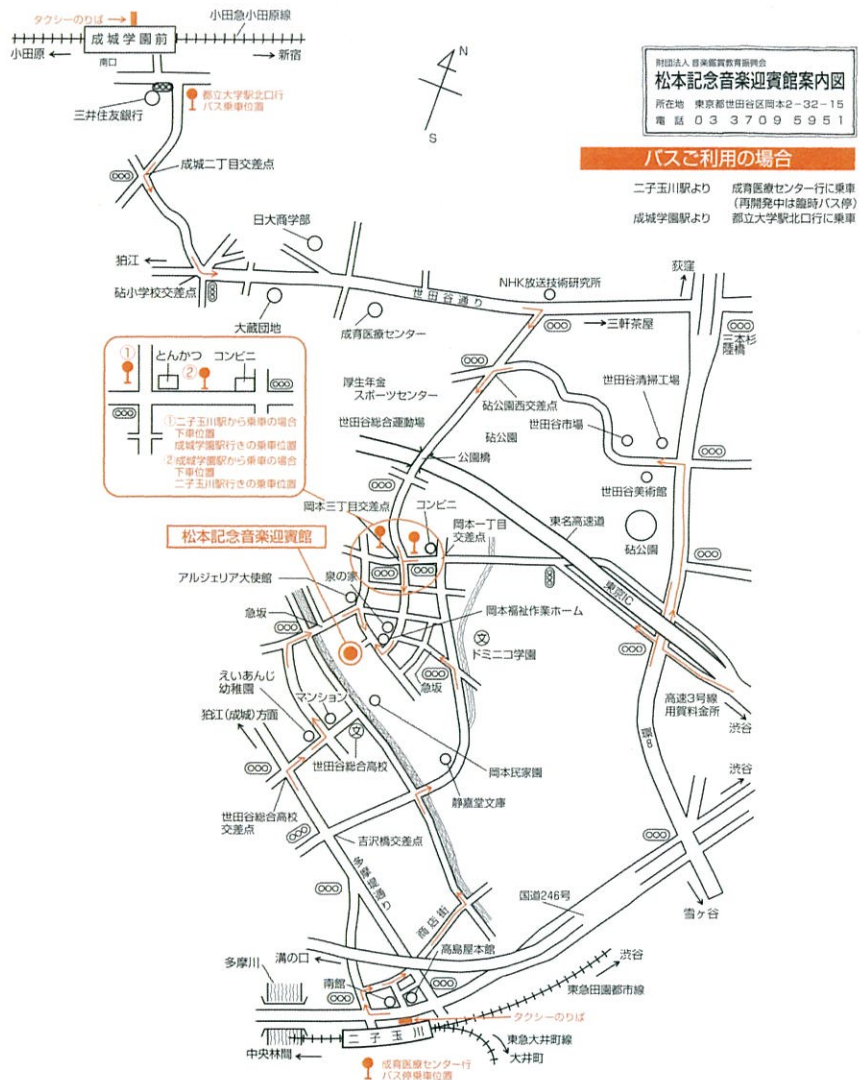 小田急小田原線
タクシーのりば
成城学園前
小田原
新宿
南口
三井住友銀行
都立大学駅北口行
バス乗車位置
N
S
財団法人 音楽鑑賞教育振興会
松本記念音楽迎賓館案内図
所在地 東京都世田谷区岡本2-32-15
電話 03 3709 5951
バスご利用の場合
二子玉川駅より 成育医療センター行に乗車
(再開発中は臨時バス停)
成城学園駅より 都立大学駅北口行に乗車
成城二丁目交差点
日大商学部
狛江
砧小学校交差点
大蔵団地
成育医療センター
世田谷通り
NHK放送技術研究所
荻窪
三軒茶屋
三本杉
陸橋
①
とんかつ
コンビニ
②
①二子玉川駅から乗車の場合
下車位置
成城学園駅行きの乗車位置
②成城学園駅から乗車の場合
下車位置
二子玉川駅行きの乗車位置
厚生年金
スポーツセンター
世田谷総合運動場
砧公園西交差点
砧公園
世田谷清掃工場
世田谷市場
公園橋
世田谷美術館
砧公園
東名高速道
東京IC
岡本三丁目交差点
コンビニ
岡本一丁目
交差点
松本記念音楽迎賓館
泉の家
アルジェリア大使館
急坂
岡本福祉作業ホーム
文
ドミニコ学園
急坂
えいあんじ
幼稚園
マンション
狛江(成城)方面
文
世田谷総合高校
岡本民家園
高速3号線
用賀料金所
渋谷
環8
静嘉堂文庫
世田谷総合高校
交差点
吉沢橋交差点
多摩堤通り
渋谷
商店街
国道246号
雪ヶ谷
高島屋本館
溝の口
多摩川
南館
渋谷
東急田園都市線
タクシーのりば
二子玉川
中央林間
東急大井町線
大井町
成育医療センター行
バス停乗車位置